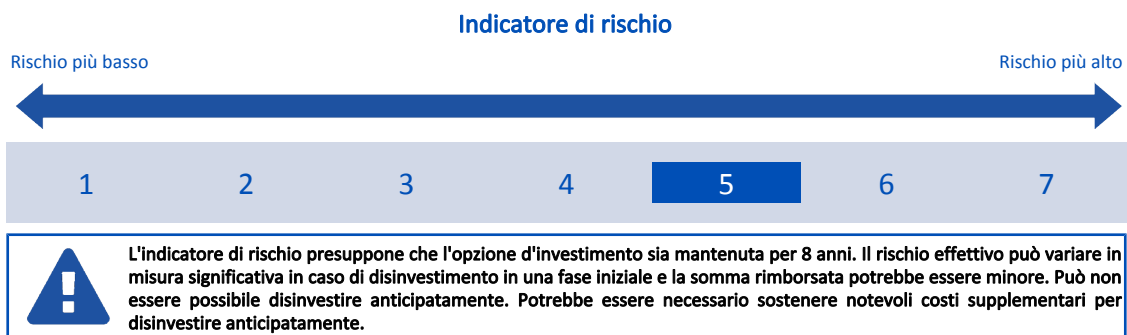 Indicatore di rischio
Rischio più basso Rischio più alto
1 2 3 4 5 6 7
L'indicatore di rischio presuppone che l'opzione d'investimento sia mantenuta per 8 anni. Il rischio effettivo può variare in
misura significativa in caso di disinvestimento in una fase iniziale e la somma rimborsata potrebbe essere minore. Può non
essere possibile disinvestire anticipatamente. Potrebbe essere necessario sostenere notevoli costi supplementari per
disinvestire anticipatamente.